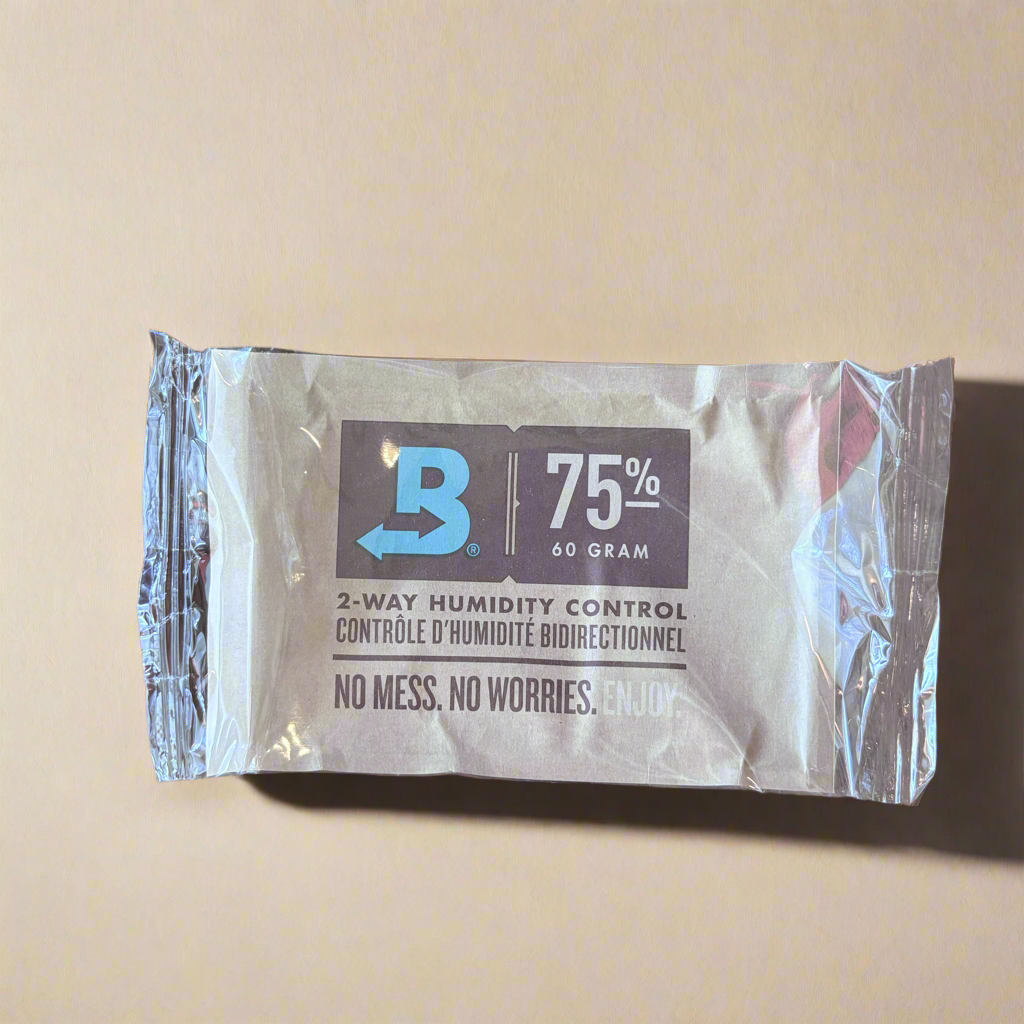 B®
75%
60 GRAM
2-WAY HUMIDITY CONTROL
CONTRÔLE D'HUMIDITÉ BIDIRECTIONNEL
NO MESS. NO WORRIES. ENJOY.